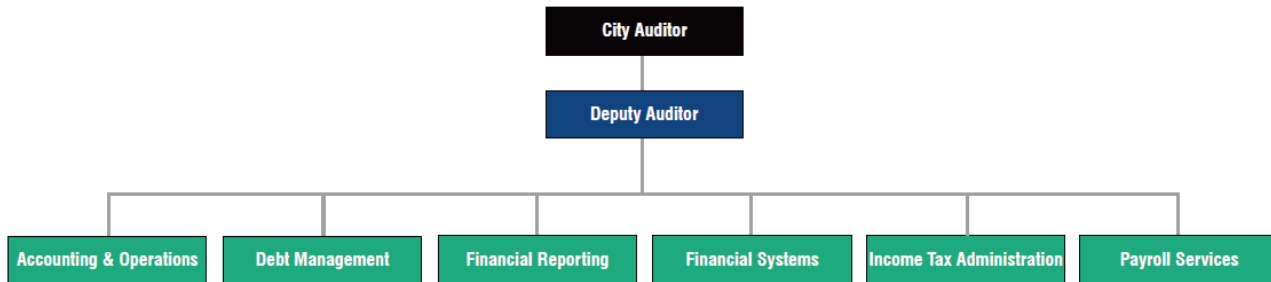 City Auditor
Deputy Auditor
Accounting & Operations
Debt Management
Financial Reporting
Financial Systems
Income Tax Administration
Payroll Services